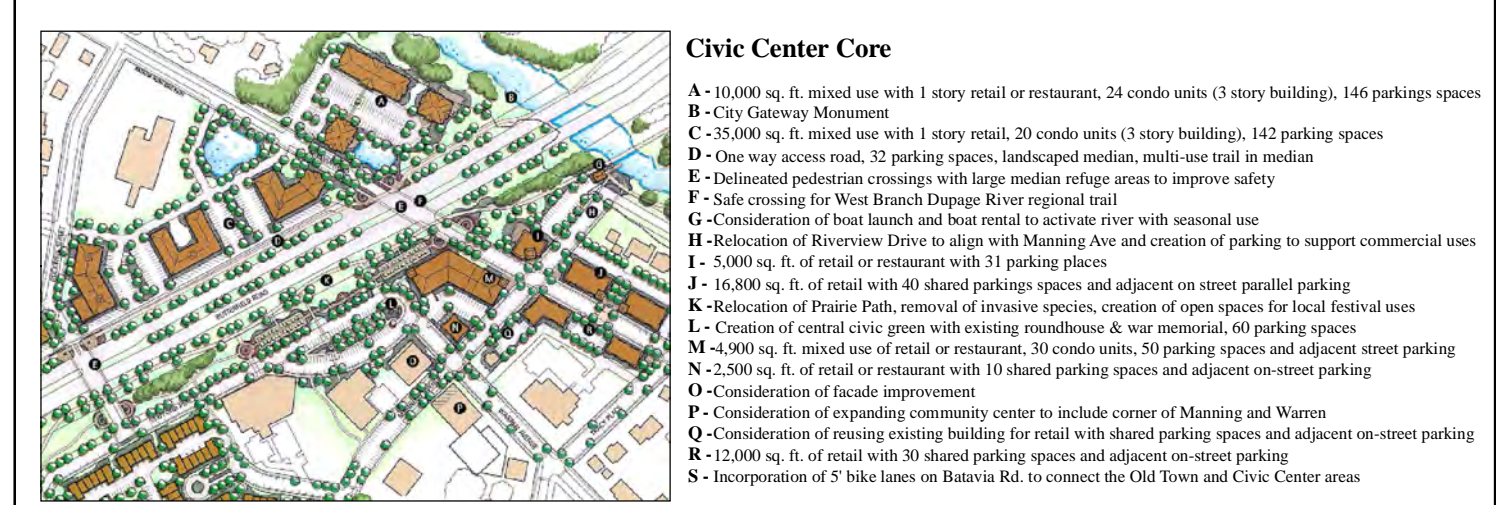 Civic Center Core
A - 10,000 sq. ft. mixed use with 1 story retail or restaurant, 24 condo units (3 story building), 146 parkings spaces
B - City Gateway Monument
C - 35,000 sq. ft. mixed use with 1 story retail, 20 condo units (3 story building), 142 parking spaces
D - One way access road, 32 parking spaces, landscaped median, multi-use trail in median
E - Delineated pedestrian crossings with large median refuge areas to improve safety
F - Safe crossing for West Branch Dupage River regional trail
G - Consideration of boat launch and boat rental to activate river with seasonal use
H - Relocation of Riverview Drive to align with Manning Ave and creation of parking to support commercial uses
I - 5,000 sq. ft. of retail or restaurant with 31 parking places
J - 16,800 sq. ft. of retail with 40 shared parkings spaces and adjacent on street parallel parking
K - Relocation of Prairie Path, removal of invasive species, creation of open spaces for local festival uses
L - Creation of central civic green with existing roundhouse & war memorial, 60 parking spaces
M - 4,900 sq. ft. mixed use of retail or restaurant, 30 condo units, 50 parking spaces and adjacent street parking
N - 2,500 sq. ft. of retail or restaurant with 10 shared parking spaces and adjacent on-street parking
O - Consideration of facade improvement
P - Consideration of expanding community center to include corner of Manning and Warren
Q - Consideration of reusing existing building for retail with shared parking spaces and adjacent on-street parking
R - 12,000 sq. ft. of retail with 30 shared parking spaces and adjacent on-street parking
S - Incorporation of 5' bike lanes on Batavia Rd. to connect the Old Town and Civic Center areas
A
B
G
H
E F
C
D
I
J
K
M
L
BUTTERFIELD ROAD
N
Q
R
E
O
P
WARREN AVENUE